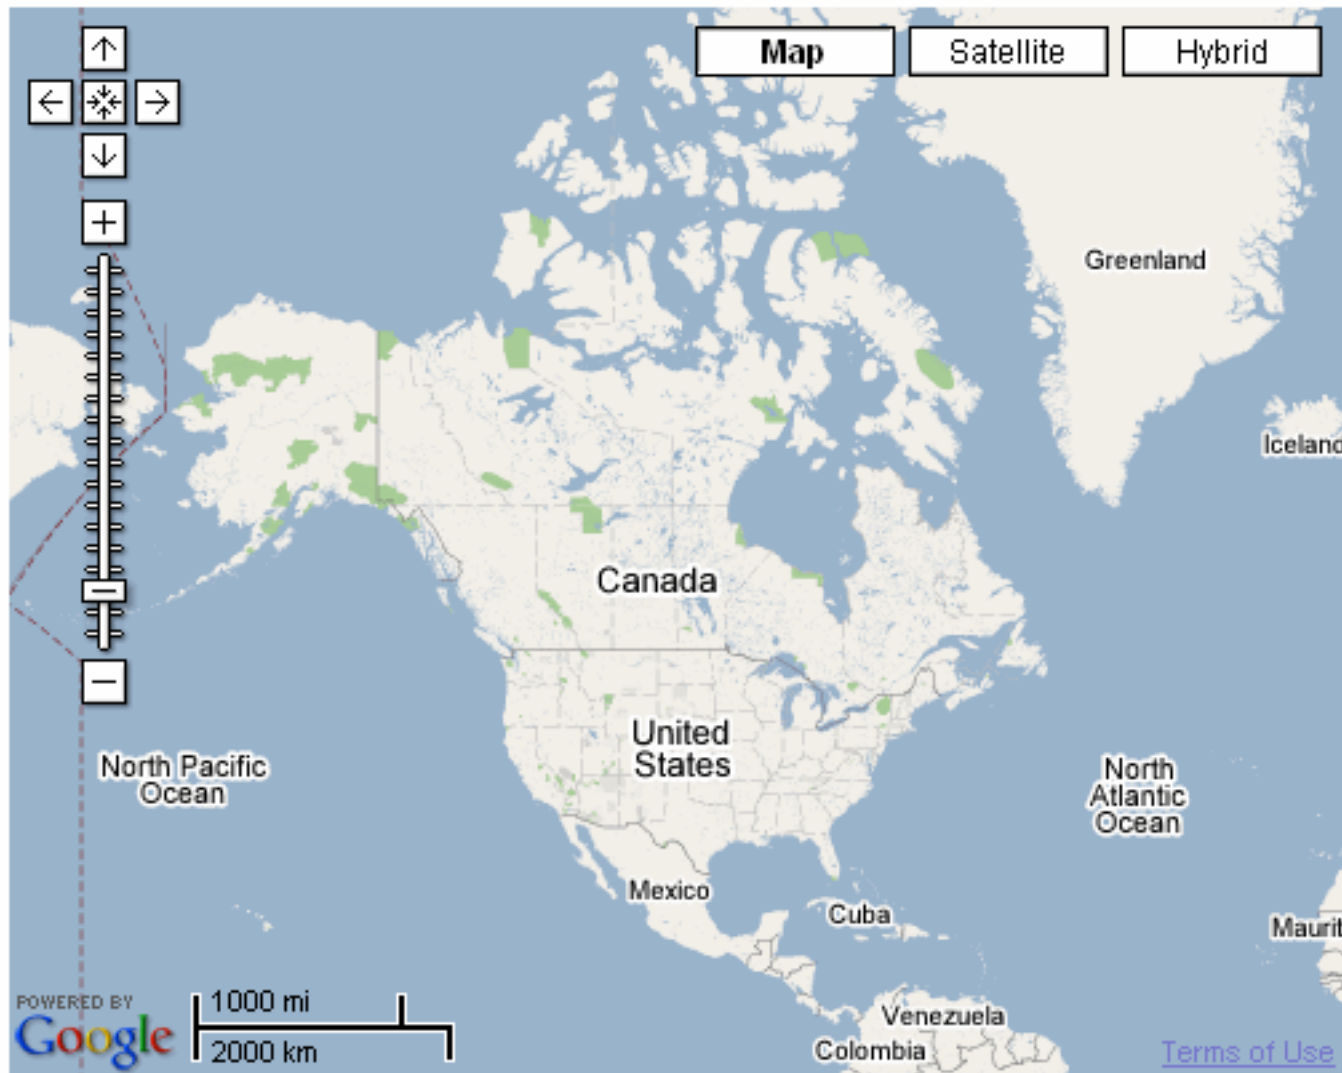 Map
Satellite
Hybrid
Greenland
Iceland
Canada
United
States
North Pacific
Ocean
North
Atlantic
Ocean
Mexico
Cuba
Maurit
Venezuela
Colombia
POWERED BY
Google
1000 mi
2000 km
Terms of Use